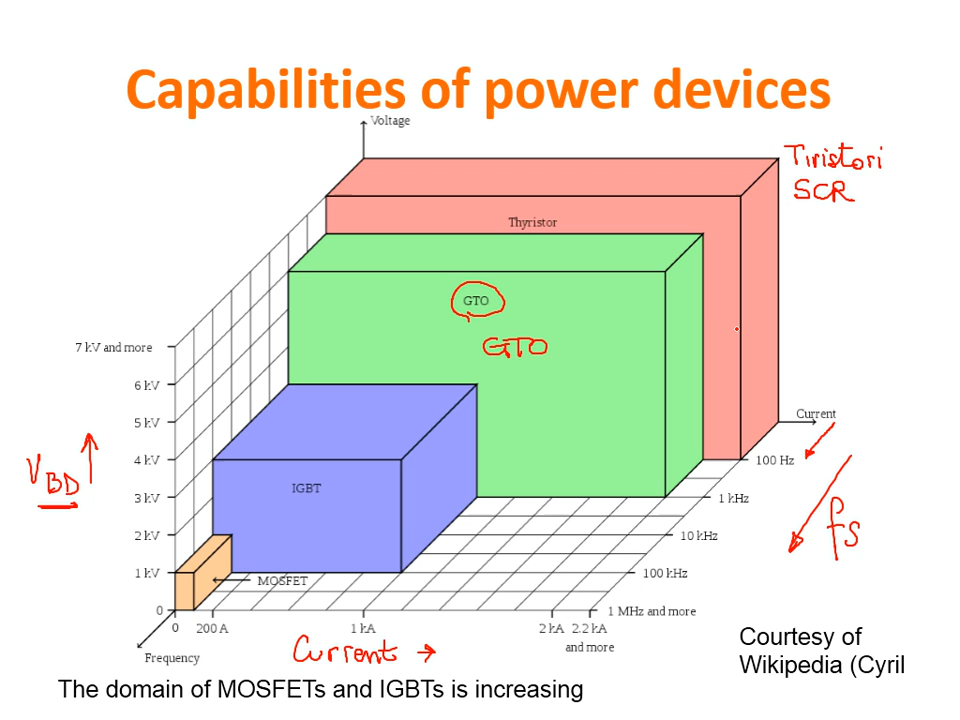 Capabilities of power devices
Voltage
Tiristori
SCR
Thyristor
GTO
GTO
7 kV and more
6 kV
5 kV
4 kV
3 kV
2 kV
1 kV
0
VBD
IGBT
MOSFET
Current
100 Hz
1 kHz
10 kHz
100 kHz
1 MHz and more
fs
0 200 A 1 kA 2 kA 2.2 kA
and more
Frequency
Currents →
Courtesy of
Wikipedia (Cyril
The domain of MOSFETs and IGBTs is increasing